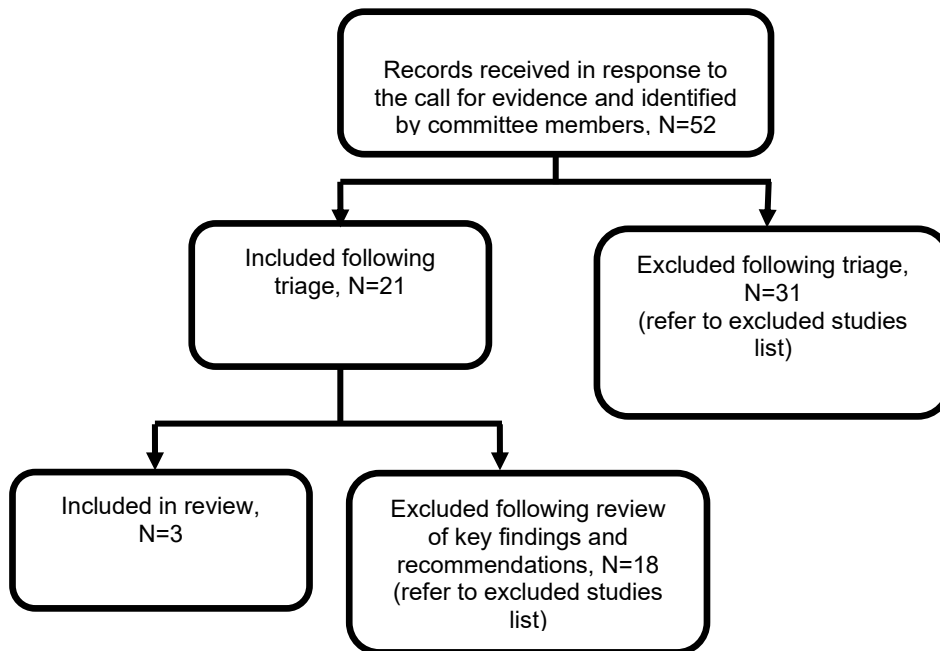 Records received in response to
the call for evidence and identified
by committee members, N=52
Included following
triage, N=21
Excluded following triage,
N=31
(refer to excluded studies
list)
Included in review,
N=3
Excluded following review
of key findings and
recommendations, N=18
(refer to excluded studies
list)